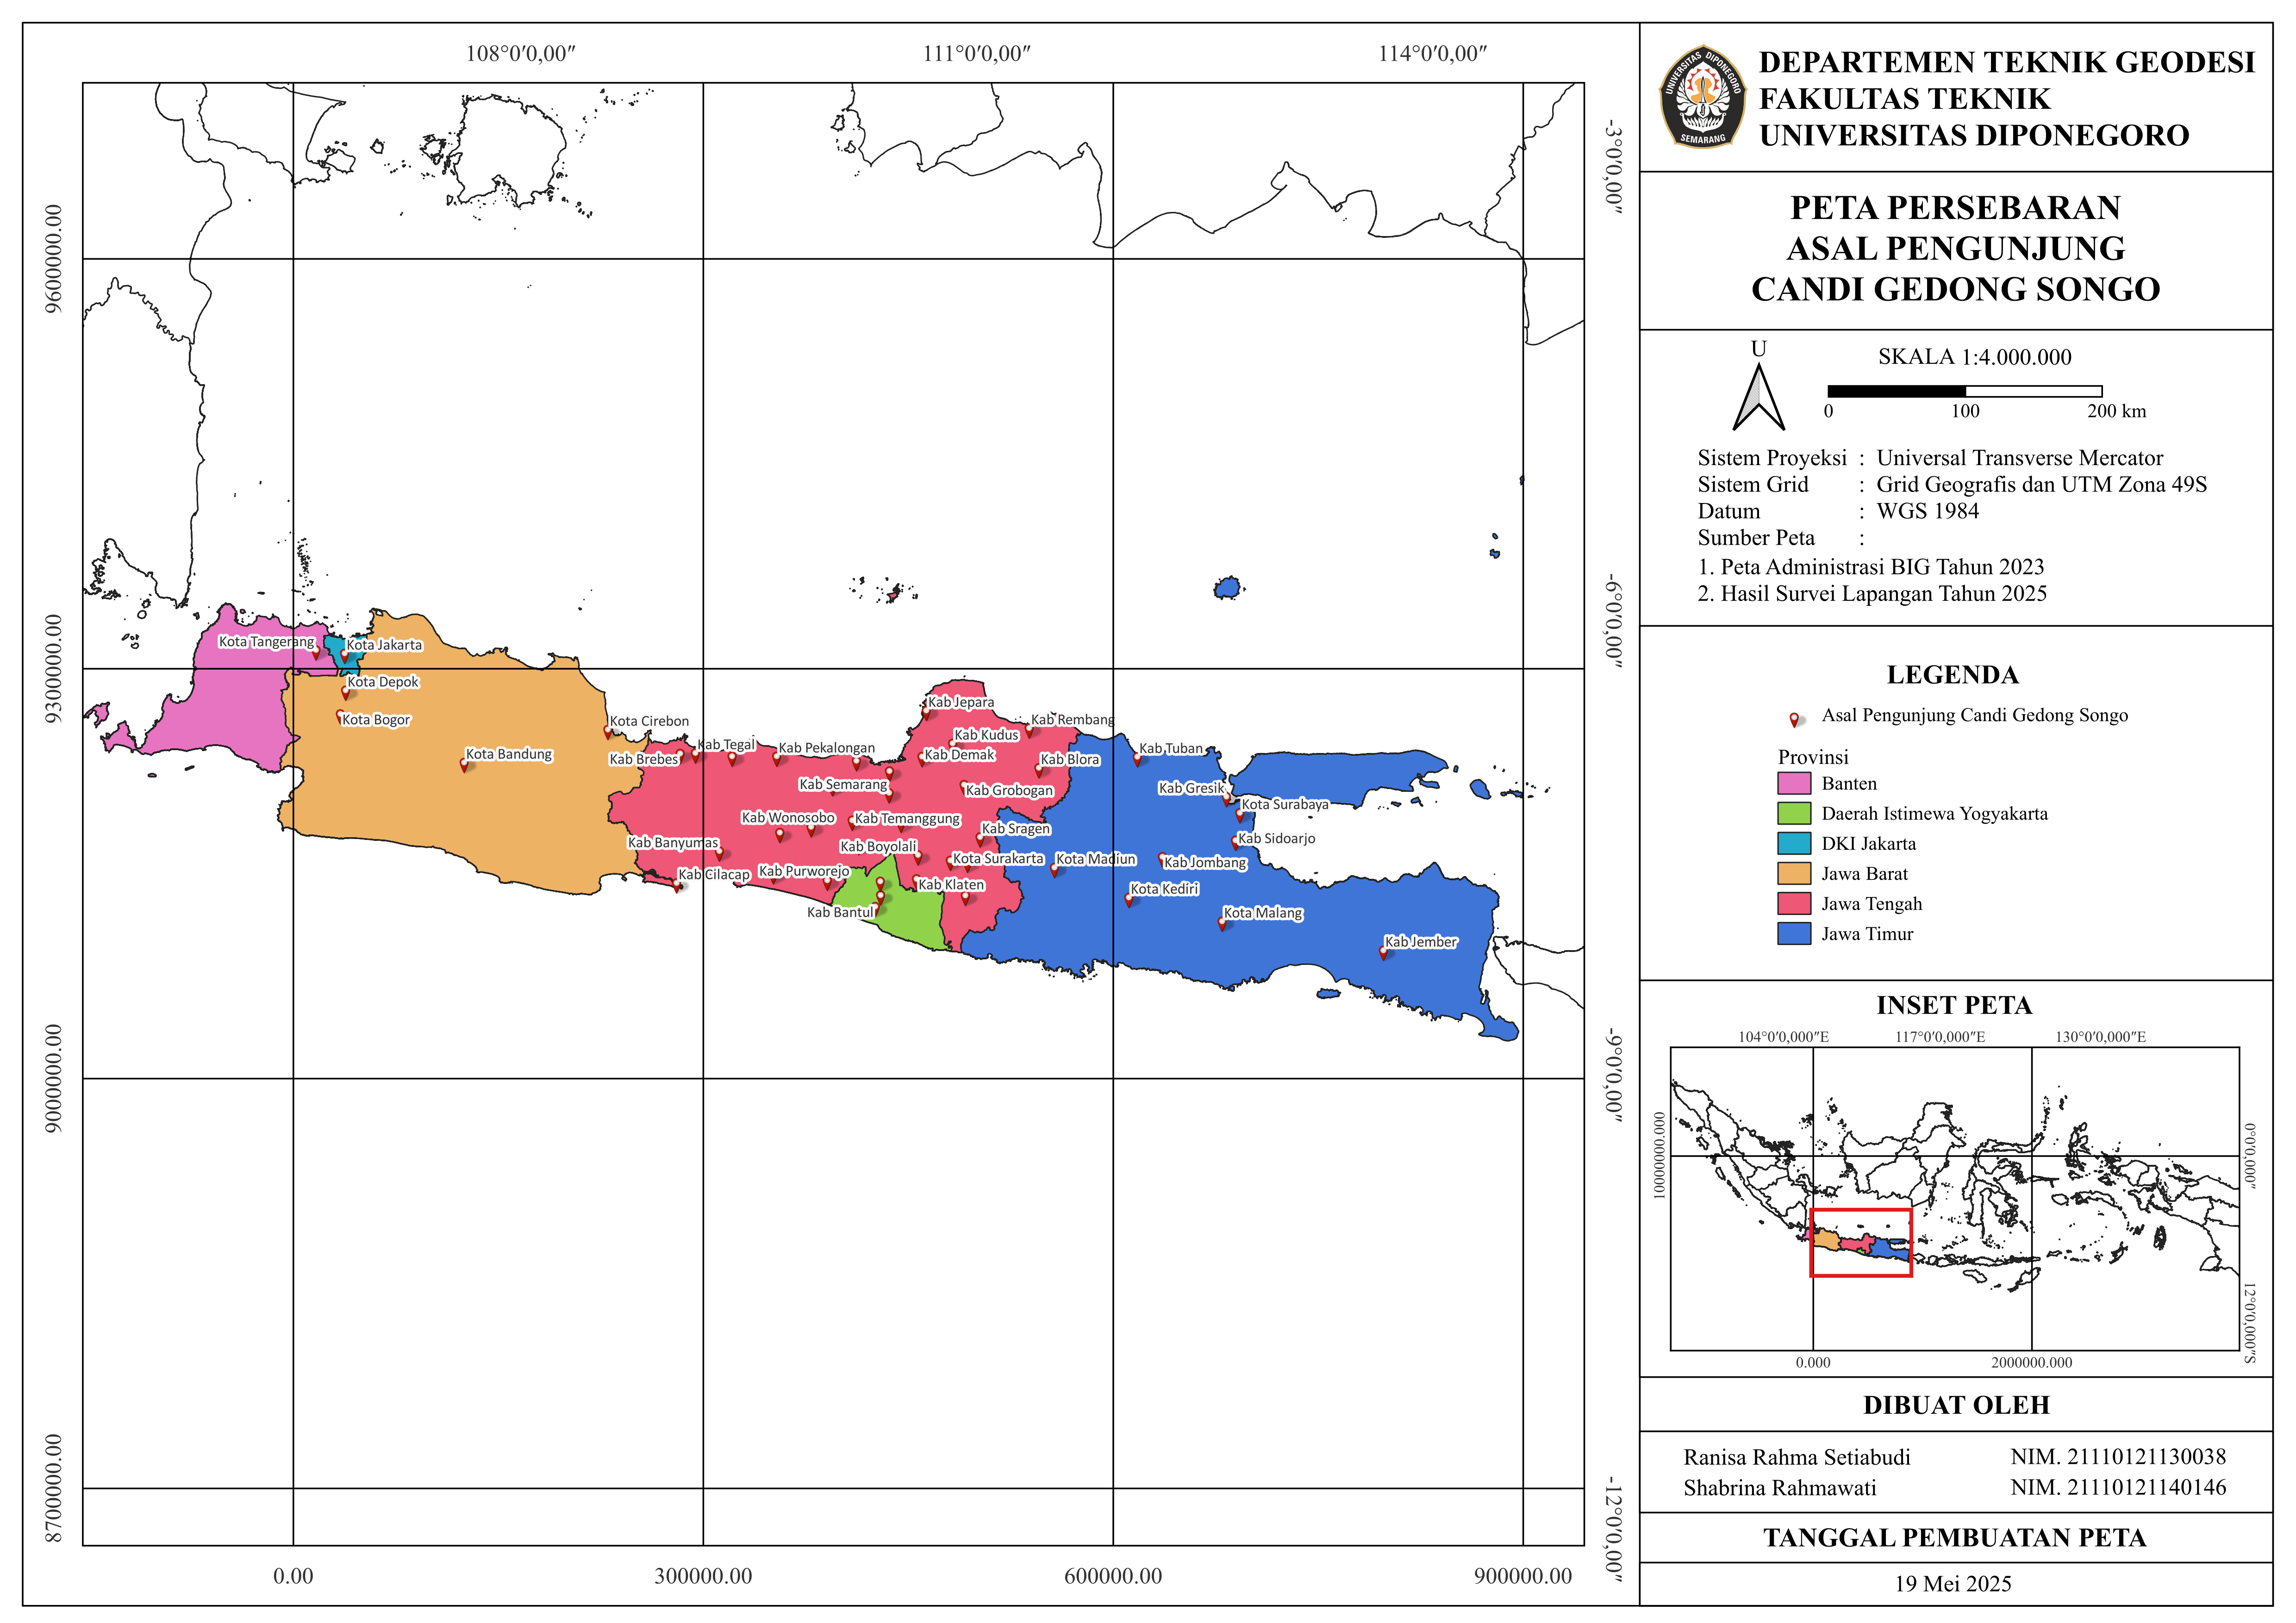 108°0'0,00"
111°0'0,00"
114°0'0,00"
9600000.00
9300000.00
9000000.00
8700000.00
-3°0'0,00"
-6°0'0,00"
-9°0'0,00"
-12°0'0,00"
0.00
300000.00
600000.00
900000.00
Kota Tangerang
Kota Jakarta
Kota Depok
Kota Bogor
Kota Bandung
Kota Cirebon
Kab Brebes
Kab Tegal
Kab Pekalongan
Kab Jepara
Kab Rembang
Kab Kudus
Kab Demak
Kab Blora
Kab Semarang
Kab Grobogan
Kab Wonosobo
Kab Temanggung
Kab Sragen
Kab Banyumas
Kab Boyolali
Kota Surakarta
Kab Cilacap
Kab Purworejo
Kab Klaten
Kab Bantul
Kab Tuban
Kab Gresik
Kota Surabaya
Kab Sidoarjo
Kota Madiun
Kab Jombang
Kota Kediri
Kota Malang
Kab Jember
UNIVERSITAS DIPONEGORO
SEMARANG
DEPARTEMEN TEKNIK GEODESI
FAKULTAS TEKNIK
UNIVERSITAS DIPONEGORO
PETA PERSEBARAN
ASAL PENGUNJUNG
CANDI GEDONG SONGO
U
SKALA 1:4.000.000
0 100 200 km
Sistem Proyeksi : Universal Transverse Mercator
Sistem Grid : Grid Geografis dan UTM Zona 49S
Datum : WGS 1984
Sumber Peta :
1. Peta Administrasi BIG Tahun 2023
2. Hasil Survei Lapangan Tahun 2025
LEGENDA
Asal Pengunjung Candi Gedong Songo
Provinsi
Banten
Daerah Istimewa Yogyakarta
DKI Jakarta
Jawa Barat
Jawa Tengah
Jawa Timur
INSET PETA
104°0'0,000"E
117°0'0,000"E
130°0'0,000"E
10000000.000
0°0'0,000"
12°0'0,000"S
0.000
2000000.000
DIBUAT OLEH
Ranisa Rahma Setiabudi NIM. 21110121130038
Shabrina Rahmawati NIM. 21110121140146
TANGGAL PEMBUATAN PETA
19 Mei 2025